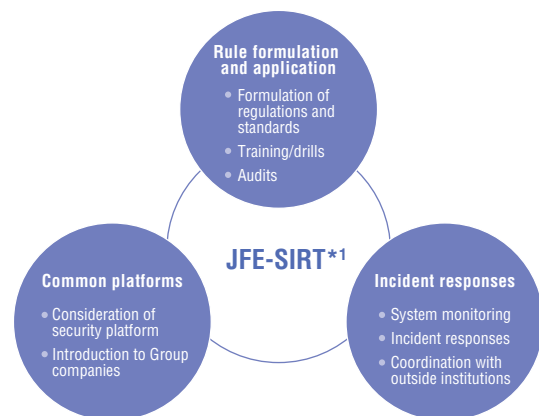 Rule formulation
and application
• Formulation of
regulations and
standards
• Training/drills
• Audits
JFE-SIRT*1
Common platforms
• Consideration of
security platform
• Introduction to Group
companies
Incident responses
• System monitoring
• Incident responses
• Coordination with
outside institutions